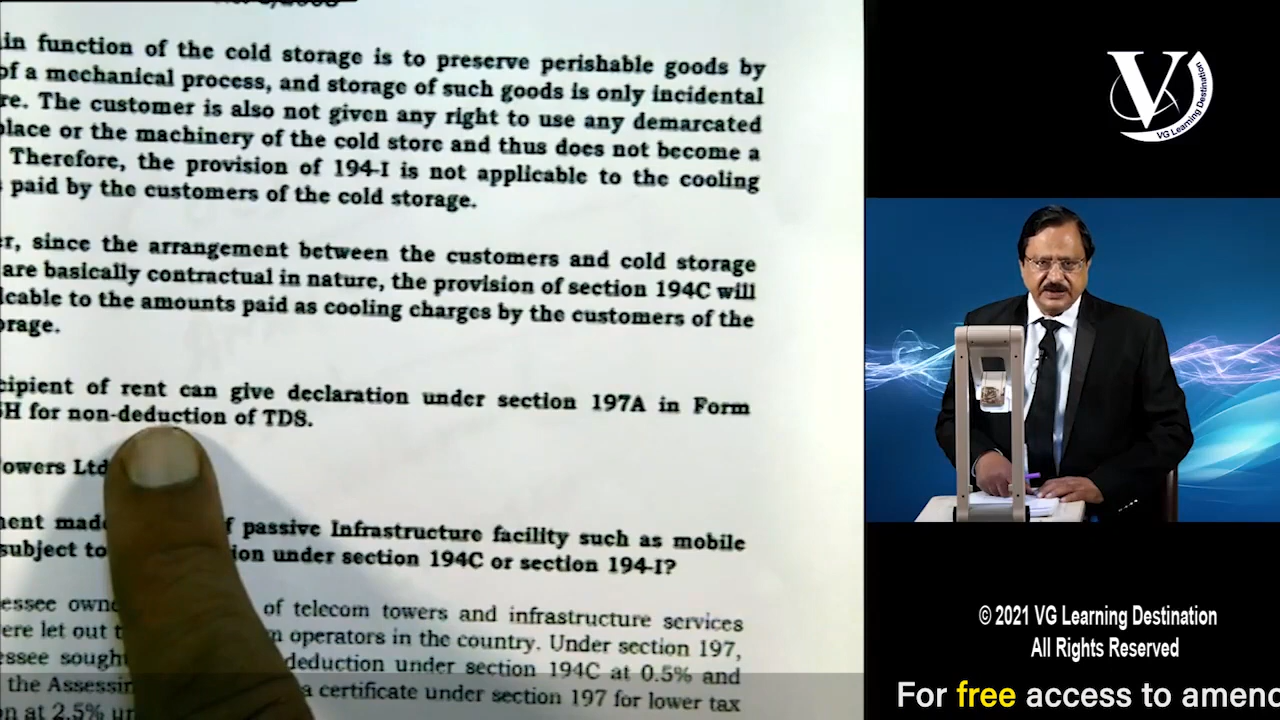 in function of the cold storage is to preserve perishable goods by
of a mechanical process, and storage of such goods is only incidental
re. The customer is also not given any right to use any demarcated
place or the machinery of the cold store and thus does not become a
Therefore, the provision of 194-I is not applicable to the cooling
paid by the customers of the cold storage.
er, since the arrangement between the customers and cold storage
are basically contractual in nature, the provision of section 194C will
icable to the amounts paid as cooling charges by the customers of the
orage.
cipient of rent can give declaration under section 197A in Form
5H for non-deduction of TDS.
owers Ltd
ment made f passive Infrastructure facility such as mobile
subject to ion under section 194C or section 194-I?
essee own of telecom towers and infrastructure services
ere let out t n operators in the country. Under section 197,
essee sough deduction under section 194C at 0.5% and
the Assessin a certificate under section 197 for lower tax
n at 2.5% un
V
VG Learning Destination
© 2021 VG Learning Destination
All Rights Reserved
For free access to amend